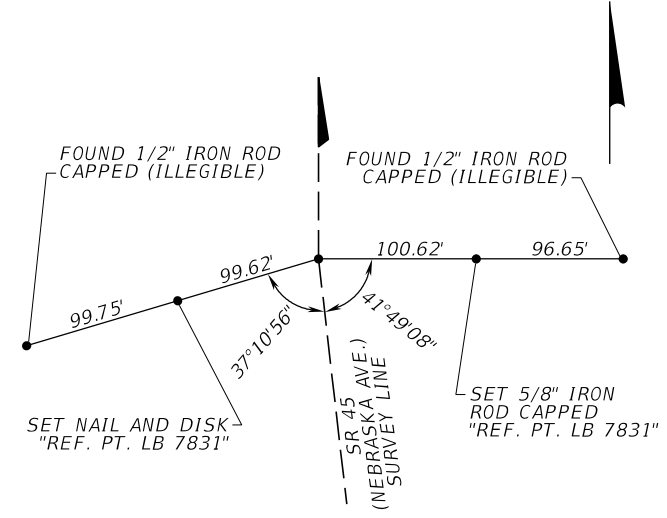 FOUND 1/2" IRON ROD
CAPPED (ILLEGIBLE)
FOUND 1/2" IRON ROD
CAPPED (ILLEGIBLE)
99.75'
99.62'
100.62'
96.65'
37°10'56"
41°49'08"
SET NAIL AND DISK
"REF. PT. LB 7831"
SR 45
(NEBRASKA AVE.)
SURVEY LINE
SET 5/8" IRON
ROD CAPPED
"REF. PT. LB 7831"